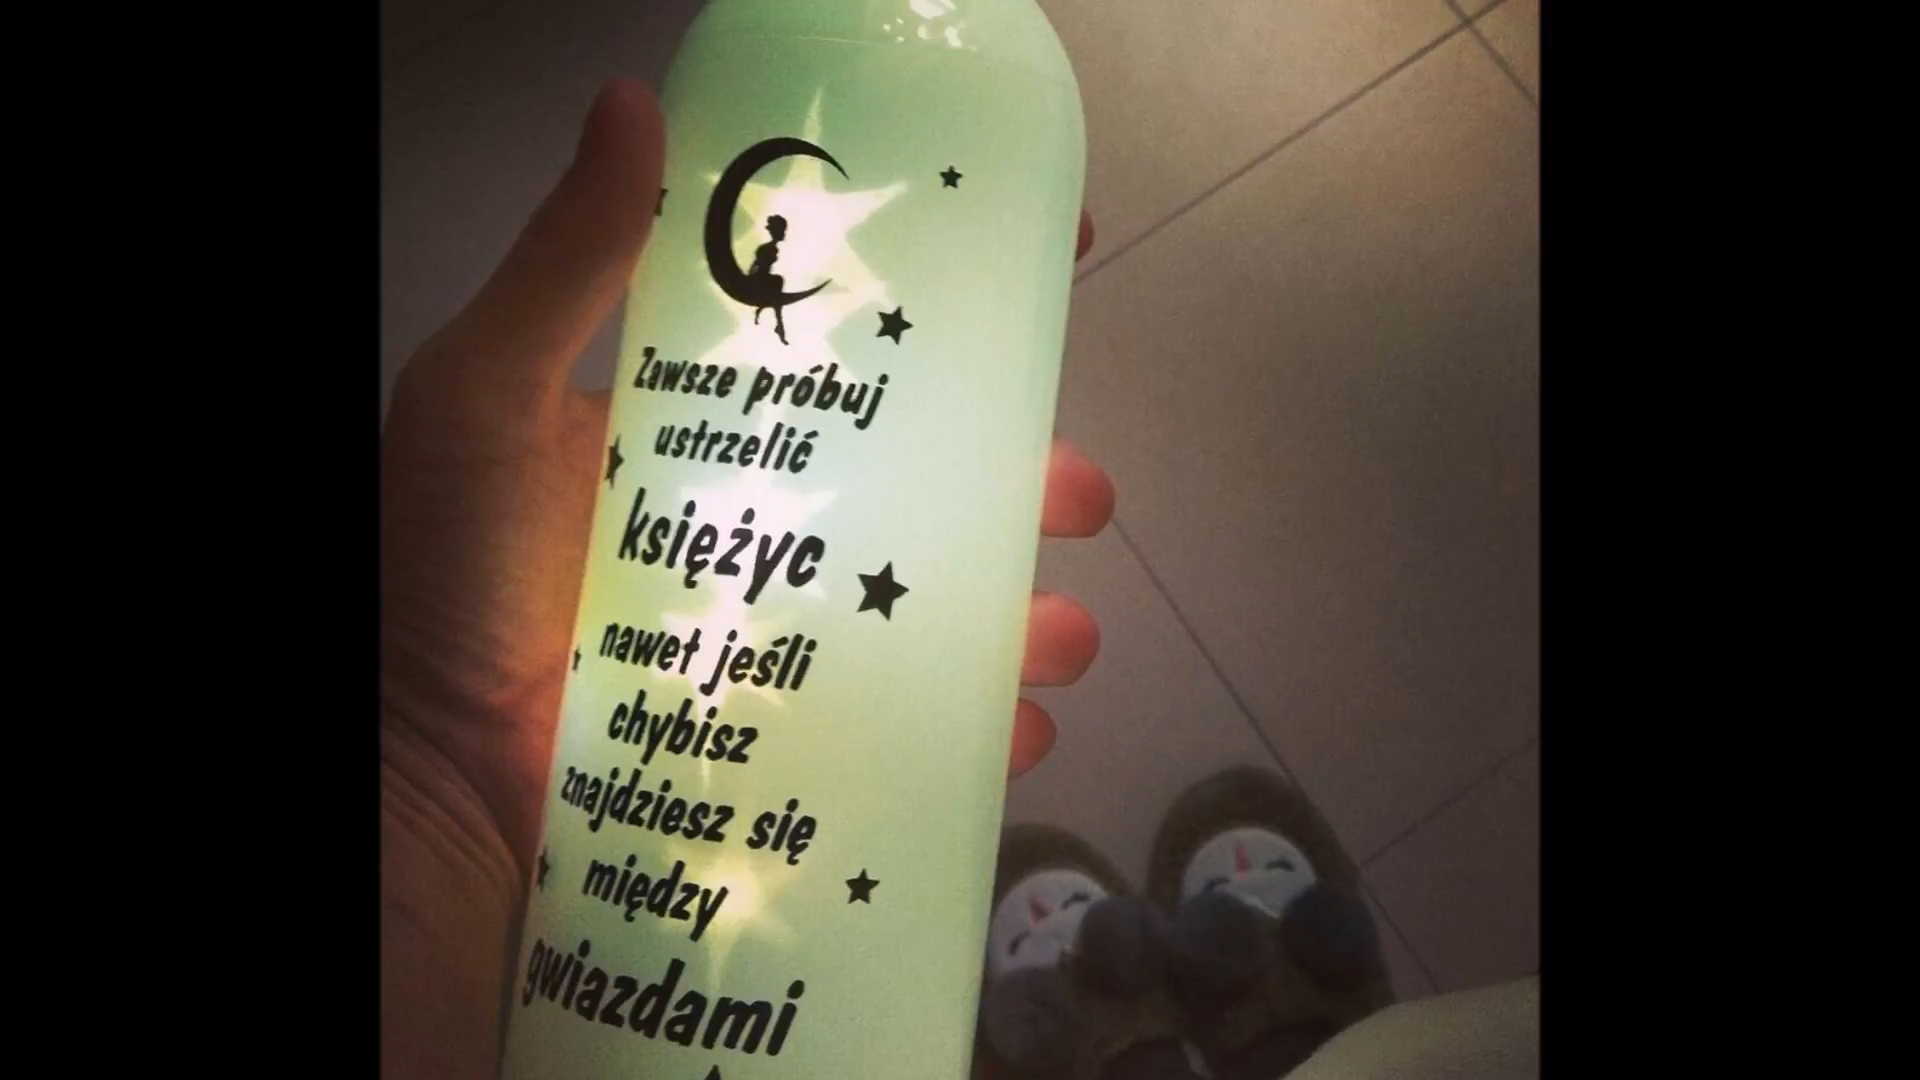 Zawsze próbuj
ustrzelić
księżyc
nawet jeśli
chybisz
znajdziesz się
między
gwiazdami